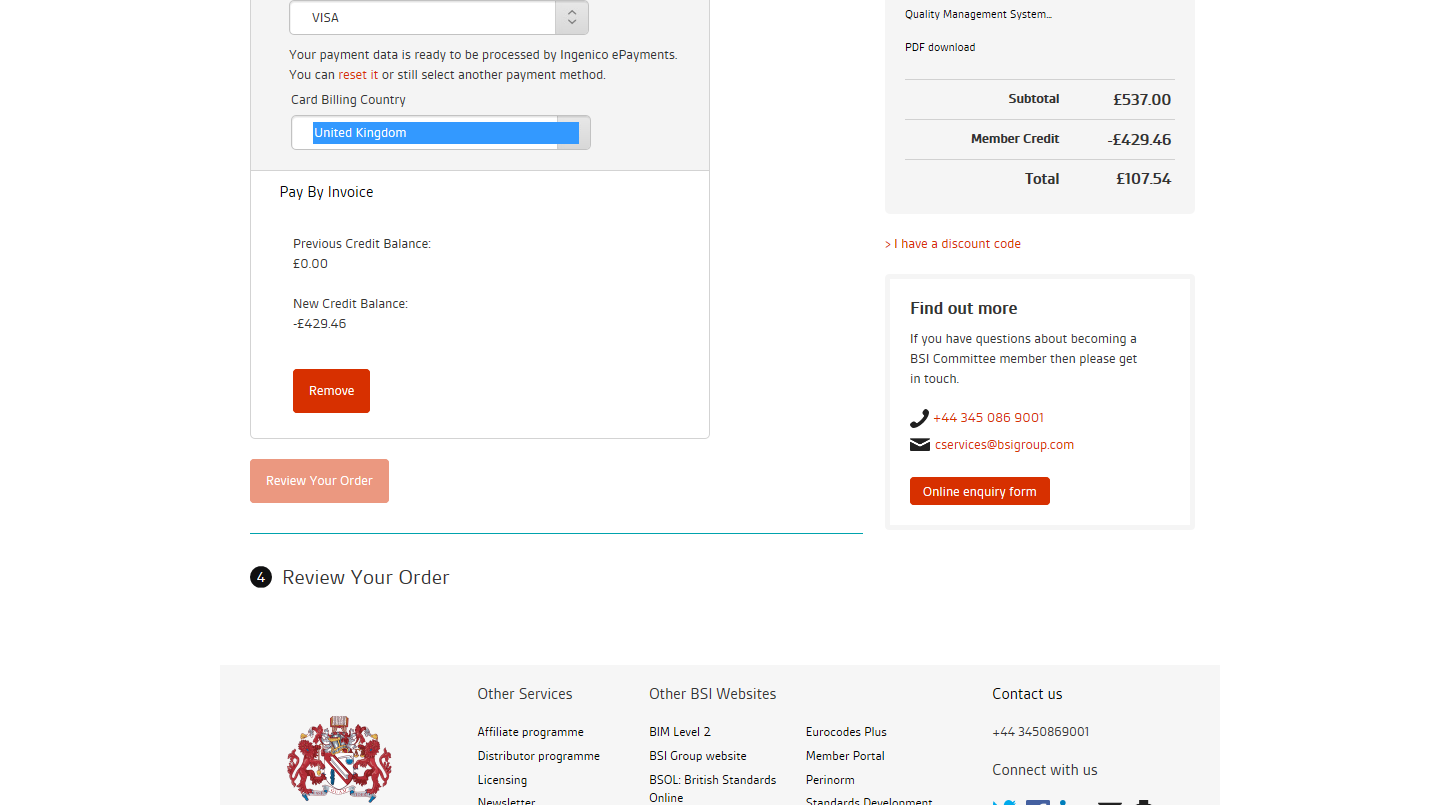 VISA
Your payment data is ready to be processed by Ingenico ePayments.
You can reset it or still select another payment method.
Card Billing Country
United Kingdom
Pay By Invoice
Previous Credit Balance:
£0.00
New Credit Balance:
-£429.46
Remove
Review Your Order
4 Review Your Order
Quality Management System...
PDF download
Subtotal £537.00
Member Credit -£429.46
Total £107.54
> I have a discount code
Find out more
If you have questions about becoming a
BSI Committee member then please get
in touch.
+44 345 086 9001
cservices@bsigroup.com
Online enquiry form
Other Services
Affiliate programme
Distributor programme
Licensing
Newsletter
Other BSI Websites
BIM Level 2
BSI Group website
BSOL: British Standards
Online
Eurocodes Plus
Member Portal
Perinorm
Standards Development
Contact us
+44 3450869001
Connect with us